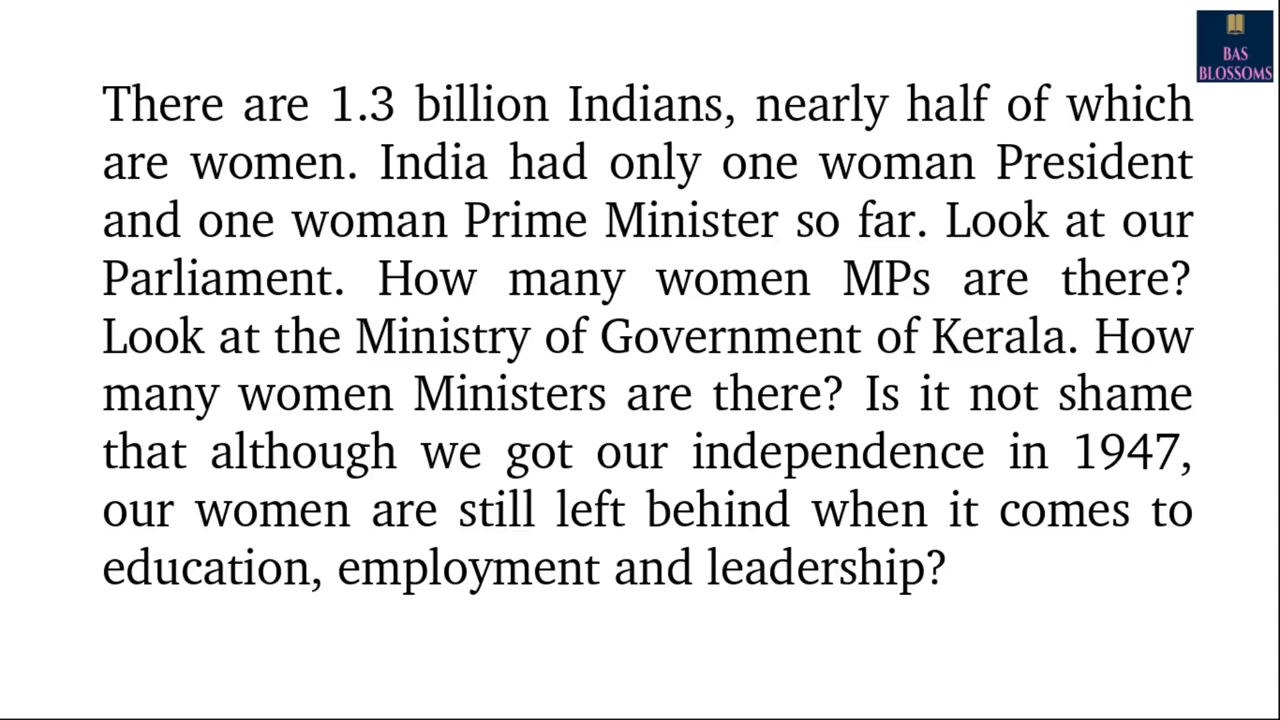 BAS
BLOSSOMS
There are 1.3 billion Indians, nearly half of which
are women. India had only one woman President
and one woman Prime Minister so far. Look at our
Parliament. How many women MPs are there?
Look at the Ministry of Government of Kerala. How
many women Ministers are there? Is it not shame
that although we got our independence in 1947,
our women are still left behind when it comes to
education, employment and leadership?